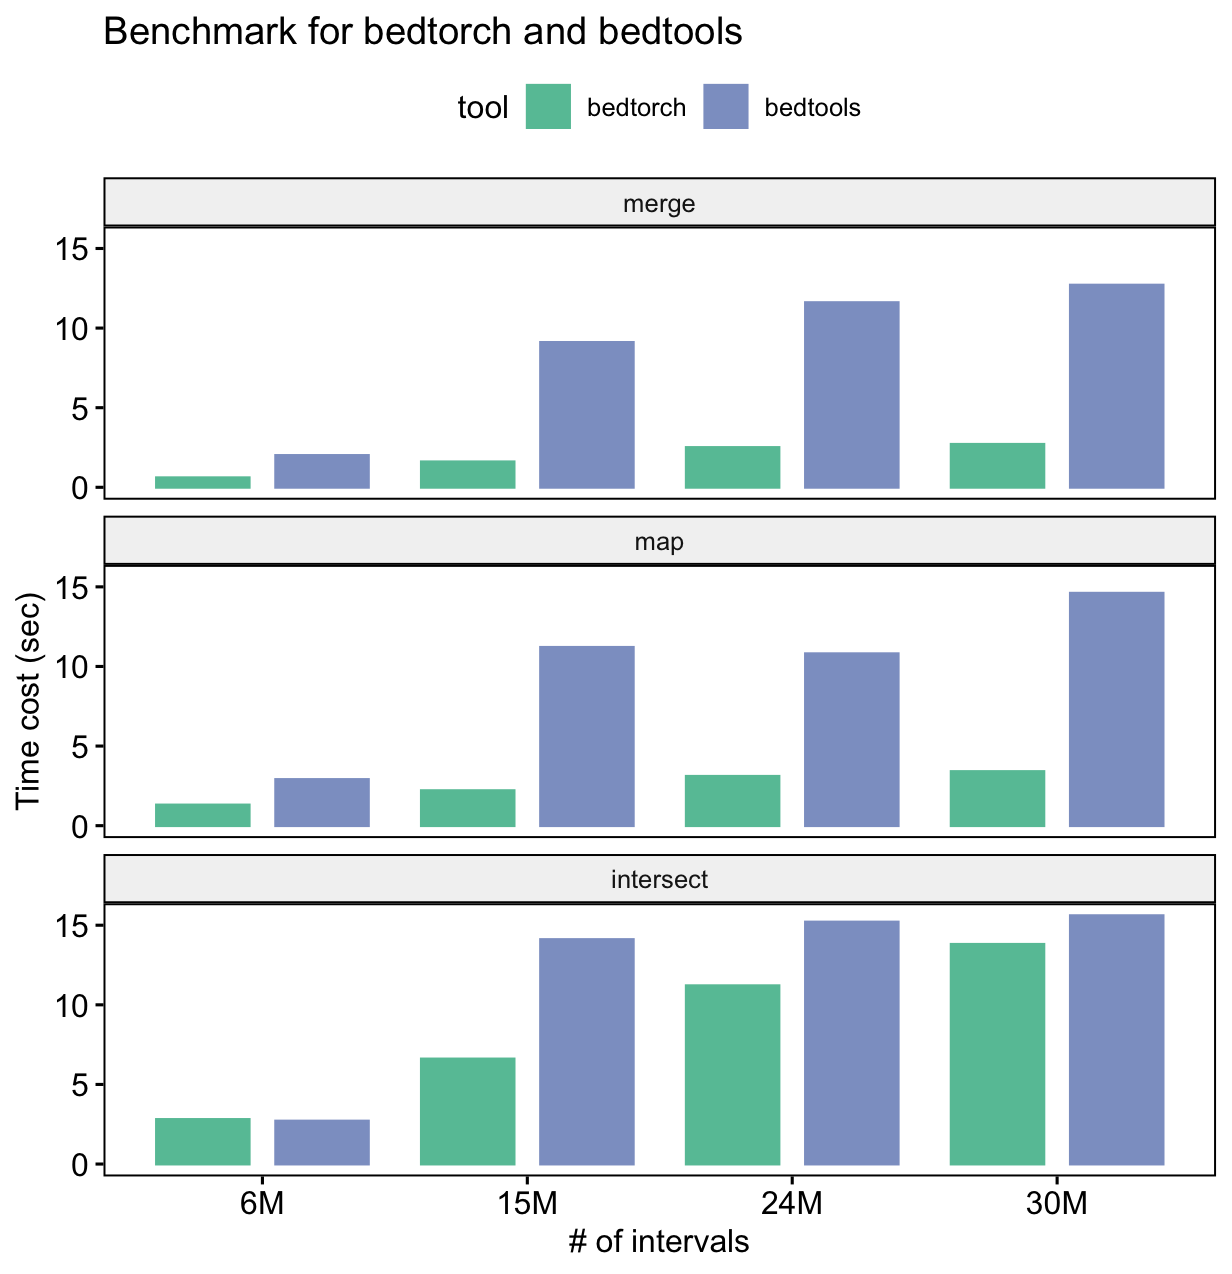 Benchmark for bedtorch and bedtools
tool bedtorch bedtools
merge
15
10
5
0
map
15
10
5
0
intersect
15
10
5
0
Time cost (sec)
6M 15M 24M 30M
# of intervals